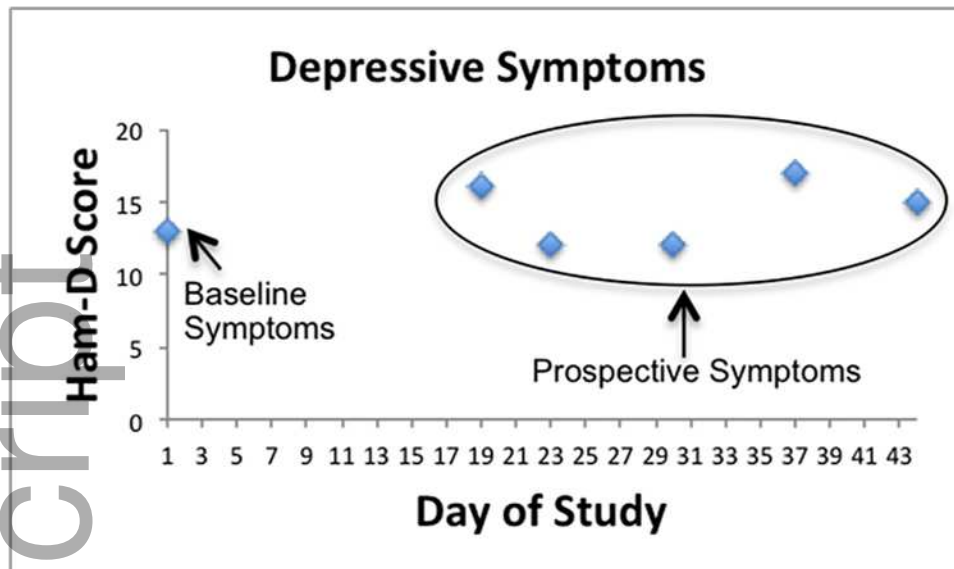 Depressive Symptoms
Ham-D Score
20
15
10
5
0
Baseline
Symptoms
Prospective Symptoms
1 3 5 7 9 11 13 15 17 19 21 23 25 27 29 31 33 35 37 39 41 43
Day of Study
cript